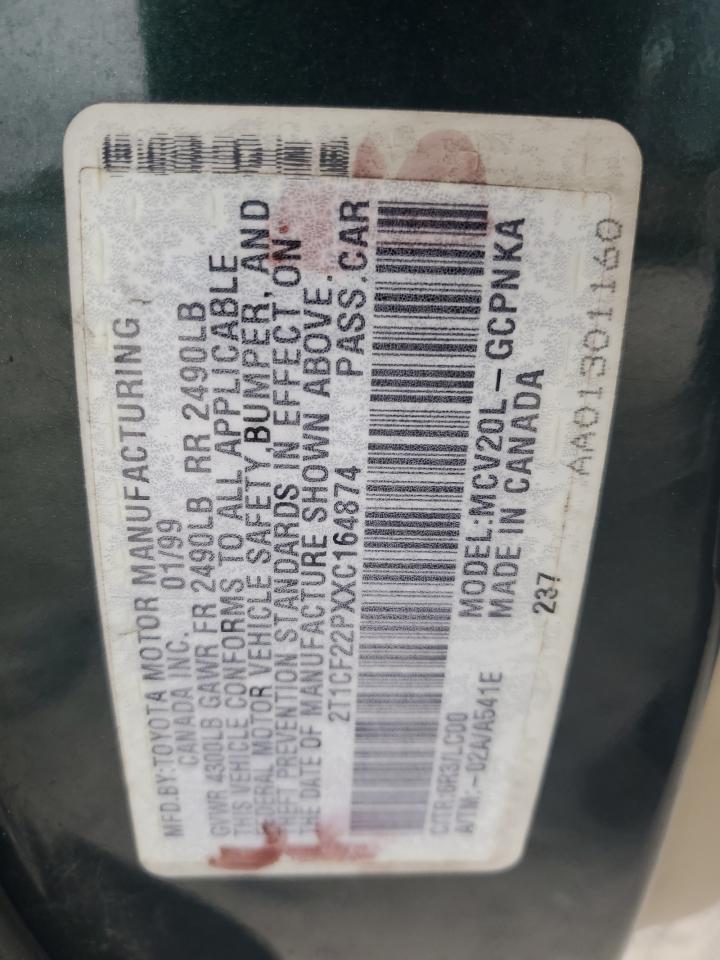 MFD.BY:TOYOTA MOTOR MANUFACTURING
CANADA INC. 01/99
GVWR 4300LB GAWR FR 2490LB RR 2490LB
THIS VEHICLE CONFORMS TO ALL APPLICABLE
FEDERAL MOTOR VEHICLE SAFETY,BUMPER, AND
THEFT PREVENTION STANDARDS IN EFFECT ON
THE DATE OF MANUFACTURE SHOWN ABOVE.
2T1CF22PXXC164874 PASS.CAR
C/TR:6R3/LC00 MODEL:MCV20L-GCPNKA
A/TM:-02A/A541E MADE IN CANADA
237
AA01301160